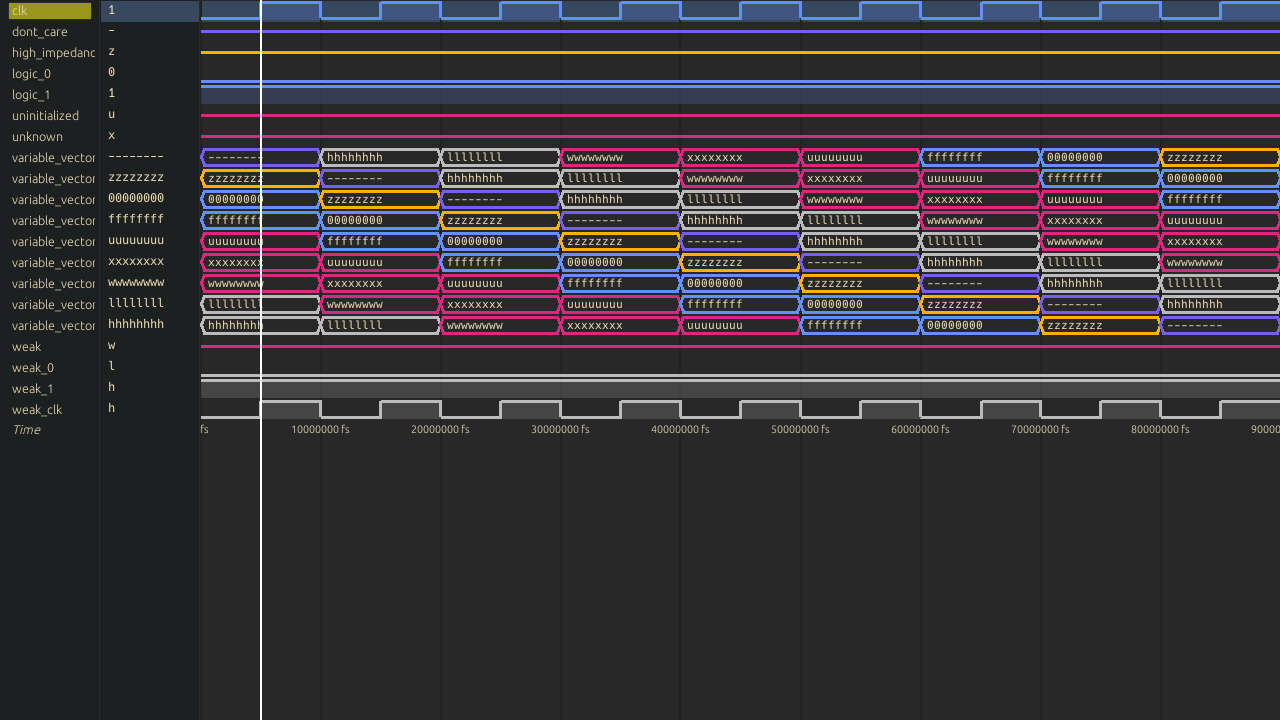 clk 1
dont_care –
high_impedanc z
logic_0 0
logic_1 1
uninitialized u
unknown x
variable_vector -------- -------- hhhhhhhh llllllll wwwwwwww xxxxxxxx uuuuuuuu ffffffff 00000000 zzzzzzzz
variable_vector zzzzzzzz zzzzzzzz -------- hhhhhhhh llllllll wwwwwwww xxxxxxxx uuuuuuuu ffffffff 00000000
variable_vector 00000000 00000000 zzzzzzzz -------- hhhhhhhh llllllll wwwwwwww xxxxxxxx uuuuuuuu ffffffff
variable_vector ffffffff ffffffff 00000000 zzzzzzzz -------- hhhhhhhh llllllll wwwwwwww xxxxxxxx uuuuuuuu
variable_vector uuuuuuuu uuuuuuuu ffffffff 00000000 zzzzzzzz -------- hhhhhhhh llllllll wwwwwwww xxxxxxxx
variable_vector xxxxxxxx xxxxxxxx uuuuuuuu ffffffff 00000000 zzzzzzzz -------- hhhhhhhh llllllll wwwwwwww
variable_vector wwwwwwww wwwwwwww xxxxxxxx uuuuuuuu ffffffff 00000000 zzzzzzzz -------- hhhhhhhh llllllll
variable_vector llllllll llllllll wwwwwwww xxxxxxxx uuuuuuuu ffffffff 00000000 zzzzzzzz -------- hhhhhhhh
variable_vector hhhhhhhh hhhhhhhh llllllll wwwwwwww xxxxxxxx uuuuuuuu ffffffff 00000000 zzzzzzzz --------
weak w
weak_0 l
weak_1 h
weak_clk h
Time fs 10000000 fs 20000000 fs 30000000 fs 40000000 fs 50000000 fs 60000000 fs 70000000 fs 80000000 fs 90000